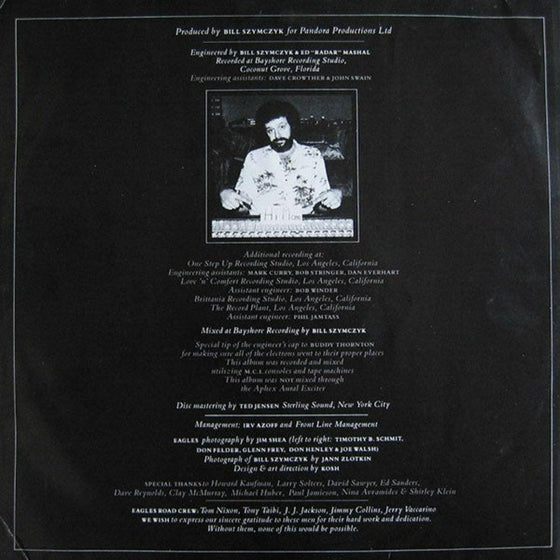 Produced by BILL SZYMCZYK for Pandora Productions Ltd
Engineered by BILL SZYMCZYK & ED "RADAR" MASHAL
Recorded at Bayshore Recording Studio,
Coconut Grove, Florida
Engineering assistants: DAVE CROWTHER & JOHN SWAIN
Additional recording at:
One Step Up Recording Studio, Los Angeles, California
Engineering assistants: MARK CURRY, BOB STRINGER, DAN EVERHART
Love 'n' Comfort Recording Studio, Los Angeles, California
Assistant engineer: BOB WINDER
Brittania Recording Studio, Los Angeles, California
The Record Plant, Los Angeles, California
Assistant engineer: PHIL JAMTASS
Mixed at Bayshore Recording by BILL SZYMCZYK
Special tip of the engineer's cap to BUDDY THORNTON
for making sure all of the electrons went to their proper places
This album was recorded and mixed
utilizing M.C.I. consoles and tape machines
This album was NOT mixed through
the Aphex Aural Exciter
Disc mastering by TED JENSEN Sterling Sound, New York City
Management: IRV AZOFF and Front Line Management
EAGLES photography by JIM SHEA (left to right: TIMOTHY B. SCHMIT,
DON FELDER, GLENN FREY, DON HENLEY & JOE WALSH)
Photograph of BILL SZYMCZYK by JANN ZLOTKIN
Design & art direction by KOSH
SPECIAL THANKS to Howard Kaufman, Larry Solters, David Sawyer, Ed Sanders,
Dave Reynolds, Clay McMurray, Michael Huber, Paul Jamieson, Nina Avramides & Shirley Klein
EAGLES ROAD CREW: Tom Nixon, Tony Taibi, J. J. Jackson, Jimmy Collins, Jerry Vaccarino
WE WISH to express our sincere gratitude to these men for their hard work and dedication.
Without them, none of this would be possible.